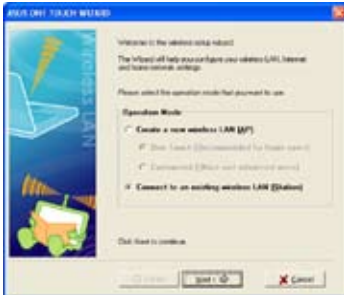 ASUS ONE TOUCH WIZARD
Wireless LAN
Welcome to the wireless setup wizard.
The Wizard will help you configure your wireless LAN, Internet
and home network settings.
Please select the operation mode that you want to use.
Operation Mode
Create a new wireless LAN (AP)
Connect to an existing wireless LAN (Station)
Click Next to continue.
Next
Cancel